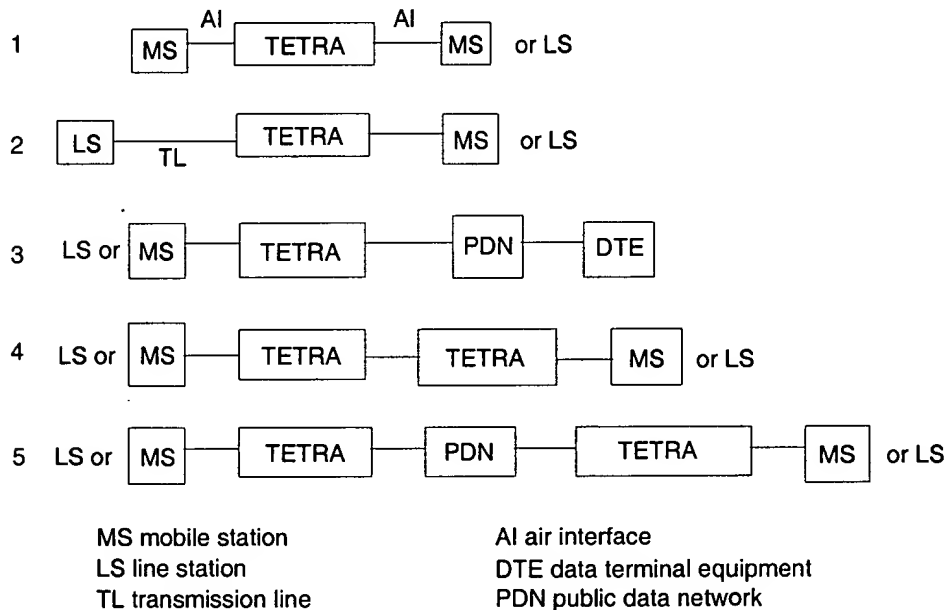 AI AI
1 MS TETRA MS or LS
2 LS TETRA MS or LS
TL
3 LS or MS TETRA PDN DTE
4 LS or MS TETRA TETRA MS or LS
5 LS or MS TETRA PDN TETRA MS or LS
MS mobile station AI air interface
LS line station DTE data terminal equipment
TL transmission line PDN public data network